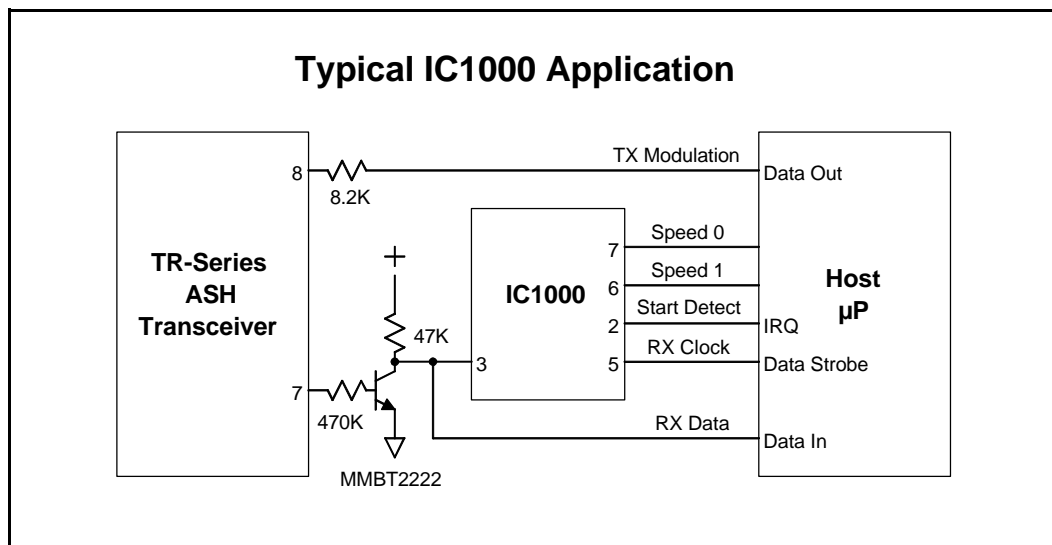 Typical IC1000 Application
8
8.2K
TX Modulation
Data Out
TR-Series
ASH
Transceiver
IC1000
Host
µP
7
Speed 0
6
Speed 1
2
Start Detect
IRQ
47K
3
5
RX Clock
Data Strobe
7
470K
MMBT2222
RX Data
Data In